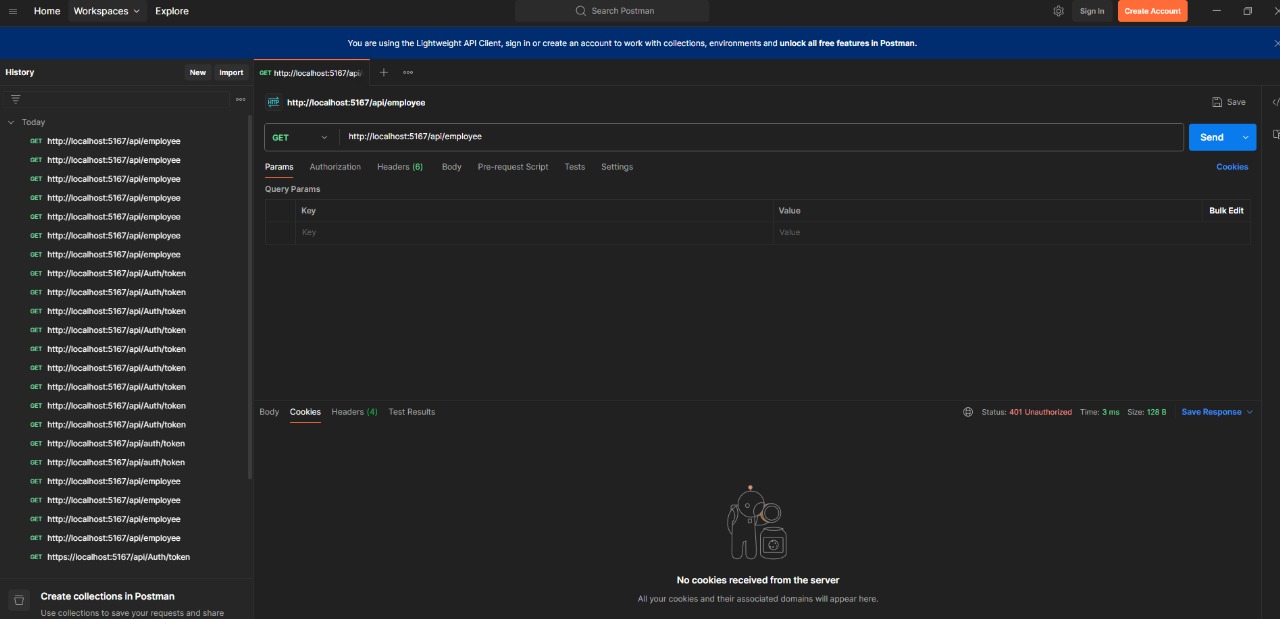 Home Workspaces Explore Search Postman Sign In Create Account
You are using the Lightweight API Client, sign in or create an account to work with collections, environments and unlock all free features in Postman.
History New Import
GET http://localhost:5167/api/
Today
GET http://localhost:5167/api/employee
GET http://localhost:5167/api/employee
GET http://localhost:5167/api/employee
GET http://localhost:5167/api/employee
GET http://localhost:5167/api/employee
GET http://localhost:5167/api/employee
GET http://localhost:5167/api/employee
GET http://localhost:5167/api/Auth/token
GET http://localhost:5167/api/Auth/token
GET http://localhost:5167/api/Auth/token
GET http://localhost:5167/api/Auth/token
GET http://localhost:5167/api/Auth/token
GET http://localhost:5167/api/Auth/token
GET http://localhost:5167/api/Auth/token
GET http://localhost:5167/api/Auth/token
GET http://localhost:5167/api/Auth/token
GET http://localhost:5167/api/auth/token
GET http://localhost:5167/api/auth/token
GET http://localhost:5167/api/employee
GET http://localhost:5167/api/employee
GET http://localhost:5167/api/employee
GET http://localhost:5167/api/employee
GET https://localhost:5167/api/Auth/token
Create collections in Postman
Use collections to save your requests and share
HTTP http://localhost:5167/api/employee Save
GET http://localhost:5167/api/employee Send
Params Authorization Headers (6) Body Pre-request Script Tests Settings Cookies
Query Params
Key Value Bulk Edit
Key Value
Body Cookies Headers (4) Test Results Status: 401 Unauthorized Time: 3 ms Size: 128 B Save Response
No cookies received from the server
All your cookies and their associated domains will appear here.